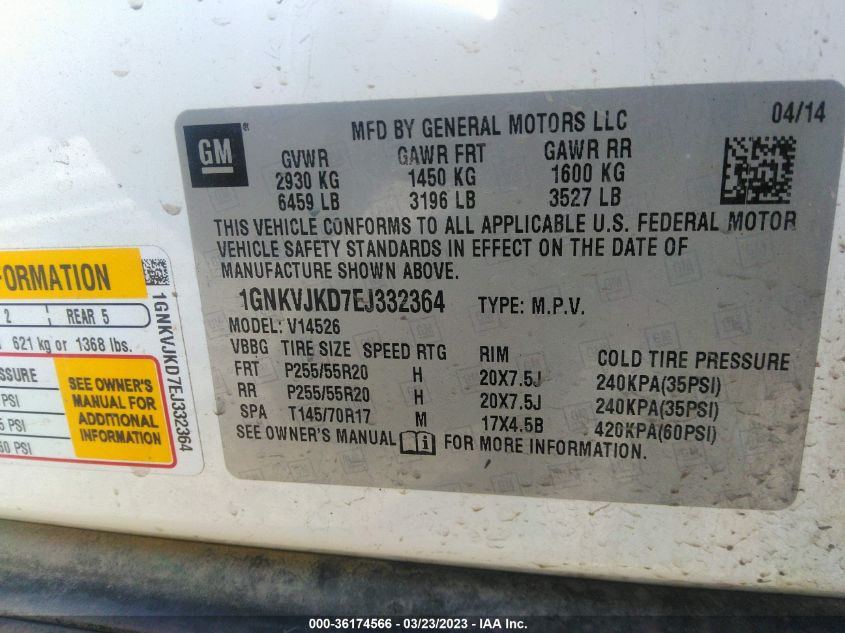 04/14
GM®
MFD BY GENERAL MOTORS LLC
GVWR GAWR FRT GAWR RR
2930 KG 1450 KG 1600 KG
6459 LB 3196 LB 3527 LB
THIS VEHICLE CONFORMS TO ALL APPLICABLE U.S. FEDERAL MOTOR
VEHICLE SAFETY STANDARDS IN EFFECT ON THE DATE OF
MANUFACTURE SHOWN ABOVE.
1GNKVJKD7EJ332364 TYPE: M.P.V.
MODEL: V14526
VBBG TIRE SIZE SPEED RTG RIM COLD TIRE PRESSURE
FRT P255/55R20 H 20X7.5J 240KPA(35PSI)
RR P255/55R20 H 20X7.5J 240KPA(35PSI)
SPA T145/70R17 M 17X4.5B 420KPA(60PSI)
SEE OWNER'S MANUAL FOR MORE INFORMATION.
FORMATION
2 REAR 5
621 kg or 1368 lbs.
SSURE
PSI
5 PSI
60 PSI
SEE OWNER'S
MANUAL FOR
ADDITIONAL
INFORMATION
1GNKVJKD7EJ332364
000-36174566 / 03/23/2023 - IAA Inc.